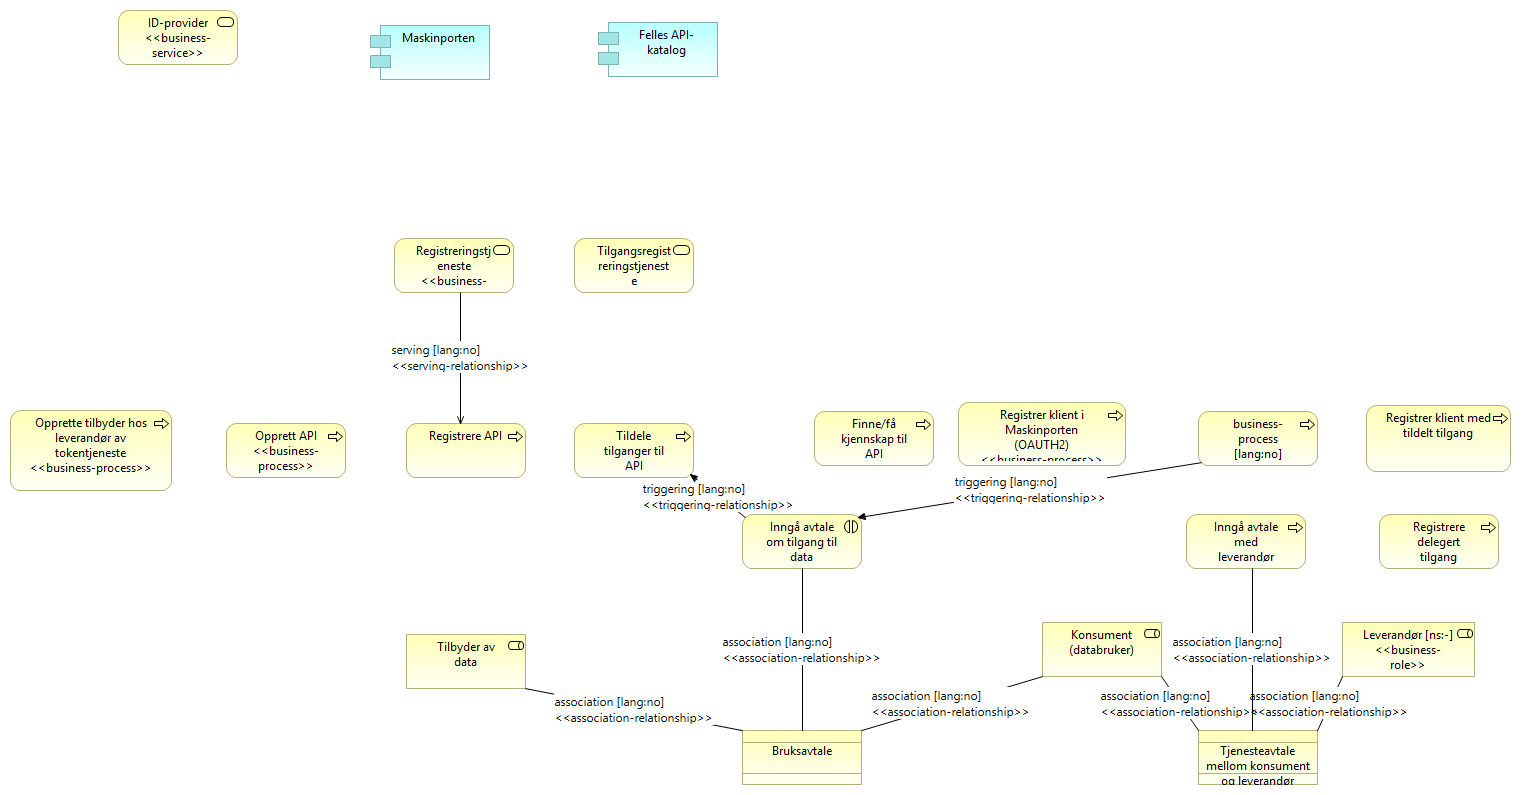 ID-provider
<<business-
service>>
Maskinporten
Felles API-
katalog
Registreringstj
eneste
<<business-
Tilgangsregist
reringstjenest
e
serving [lang:no]
<<serving-relationship>>
Opprette tilbyder hos
leverandør av
tokentjeneste
<<business-process>>
Opprett API
<<business-
process>>
Registrere API
Tildele
tilganger til
API
Finne/få
kjennskap til
API
Registrer klient i
Maskinporten
(OAUTH2)
<<business-process>>
business-
process
[lang:no]
Registrer klient med
tildelt tilgang
triggering [lang:no]
<<triggering-relationship>>
triggering [lang:no]
<<triggering-relationship>>
Inngå avtale
om tilgang til
data
Inngå avtale
med
leverandør
Registrere
delegert
tilgang
Tilbyder av
data
association [lang:no]
<<association-relationship>>
Konsument
(databruker)
association [lang:no]
<<association-relationship>>
Leverandør [ns:-]
<<business-
role>>
association [lang:no]
<<association-relationship>>
association [lang:no]
<<association-relationship>>
association [lang:no]
<<association-relationship>>
association [lang:no]
<<association-relationship>>
Bruksavtale
Tjenesteavtale
mellom konsument
og leverandør